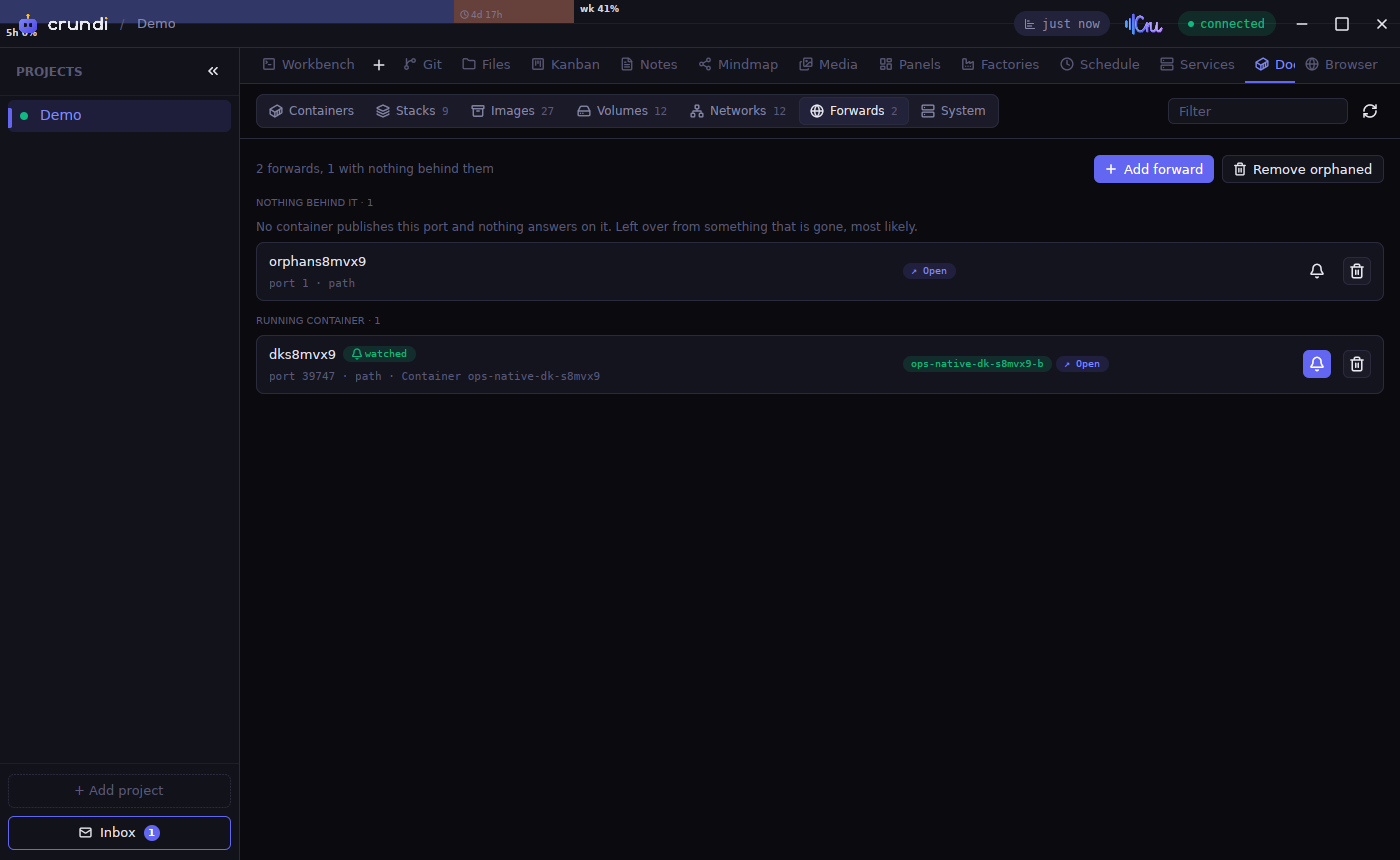 4d 17h
wk 41%
5h 6%
crundi / Demo
just now
Cru
connected
PROJECTS
Workbench
Git
Files
Kanban
Notes
Mindmap
Media
Panels
Factories
Schedule
Services
Doc
Browser
Demo
Containers
Stacks 9
Images 27
Volumes 12
Networks 12
Forwards 2
System
Filter
2 forwards, 1 with nothing behind them
+ Add forward
Remove orphaned
NOTHING BEHIND IT · 1
No container publishes this port and nothing answers on it. Left over from something that is gone, most likely.
orphans8mvx9
port 1 · path
↗ Open
RUNNING CONTAINER · 1
dks8mvx9 watched
port 39747 · path · Container ops-native-dk-s8mvx9
ops-native-dk-s8mvx9-b ↗ Open
+ Add project
Inbox 1